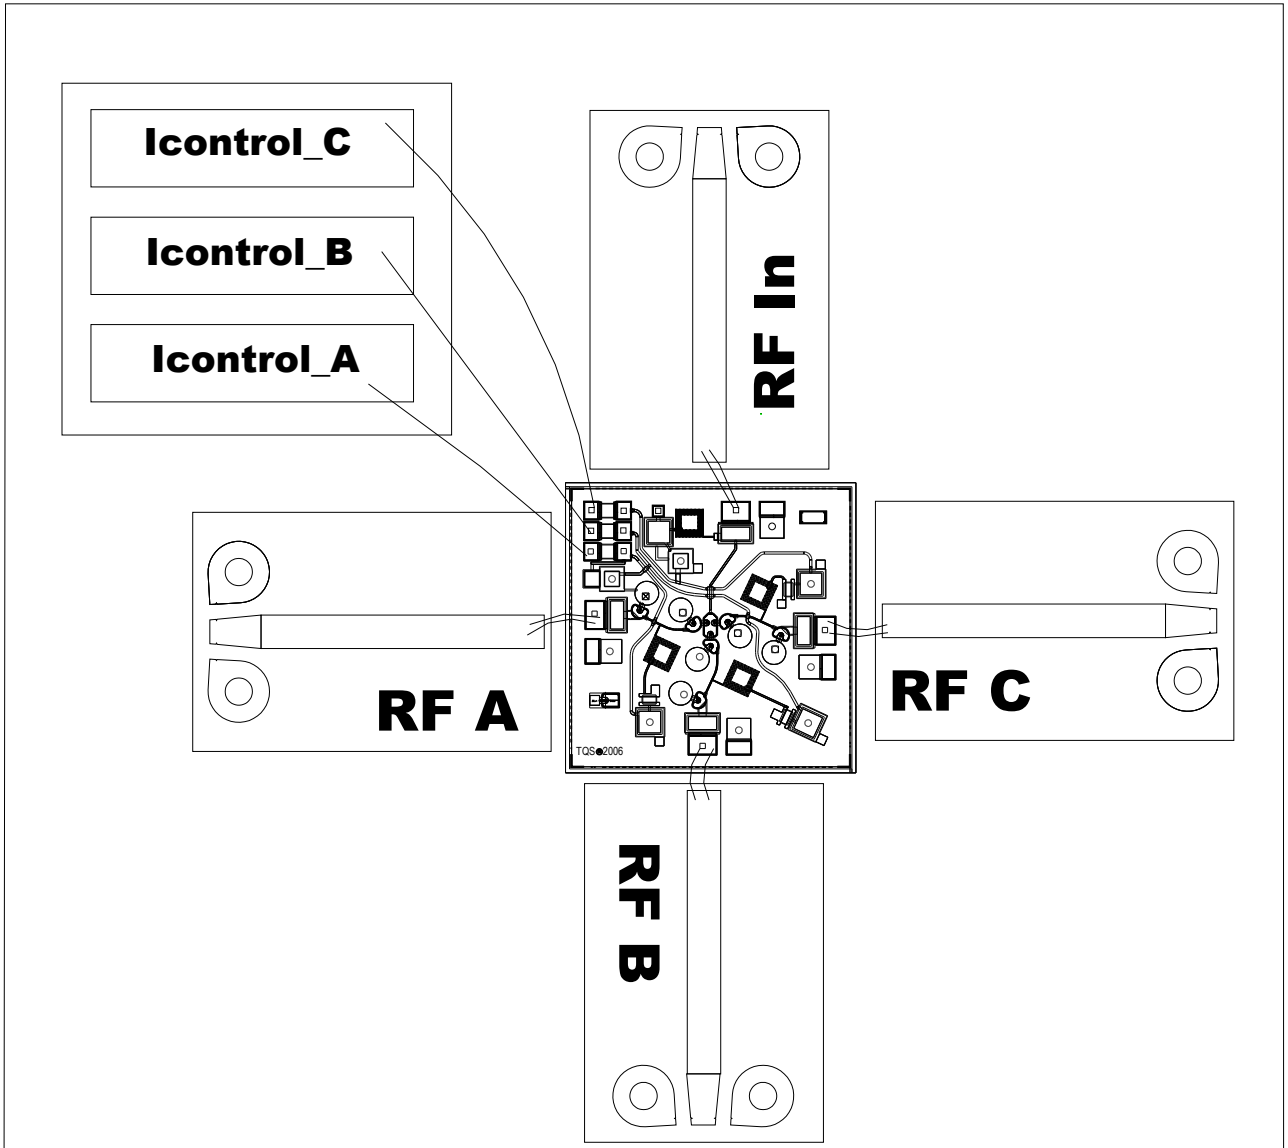 Icontrol_C
Icontrol_B
Icontrol_A
RF In
RF A
RF C
TQS 2006
RF B